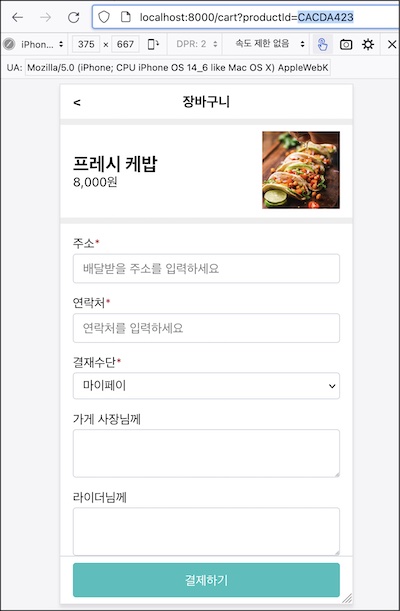 localhost:8000/cart?productId=CACDA423
iPhon... 375 × 667 DPR: 2 속도 제한 없음
UA: Mozilla/5.0 (iPhone; CPU iPhone OS 14_6 like Mac OS X) AppleWebK
< 장바구니
프레시 케밥
8,000원
주소*
배달받을 주소를 입력하세요
연락처*
연락처를 입력하세요
결재수단*
마이페이
가게 사장님께
라이더님께
결제하기